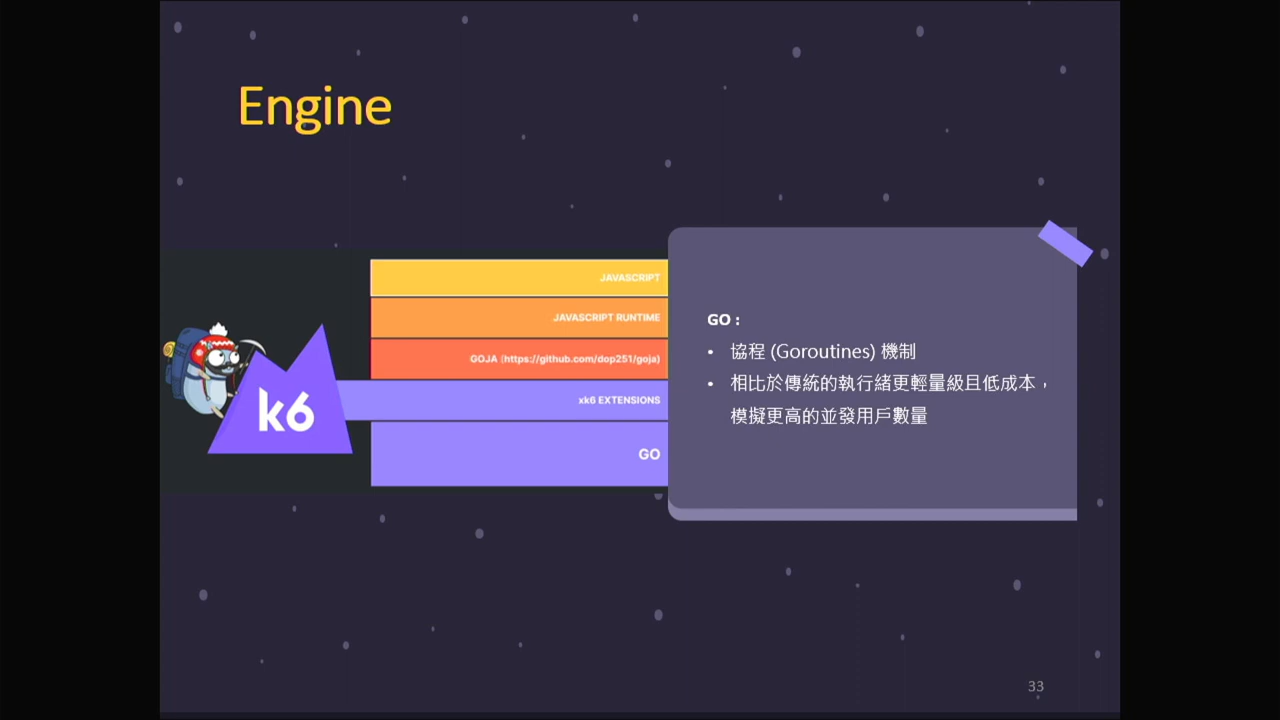 Engine
JAVASCRIPT
JAVASCRIPT RUNTIME
GOJA (https://github.com/dop251/goja)
xk6 EXTENSIONS
GO
k6
GO :
• 協程 (Goroutines) 機制
• 相比於傳統的執行緒更輕量級且低成本，
模擬更高的並發用戶數量
33